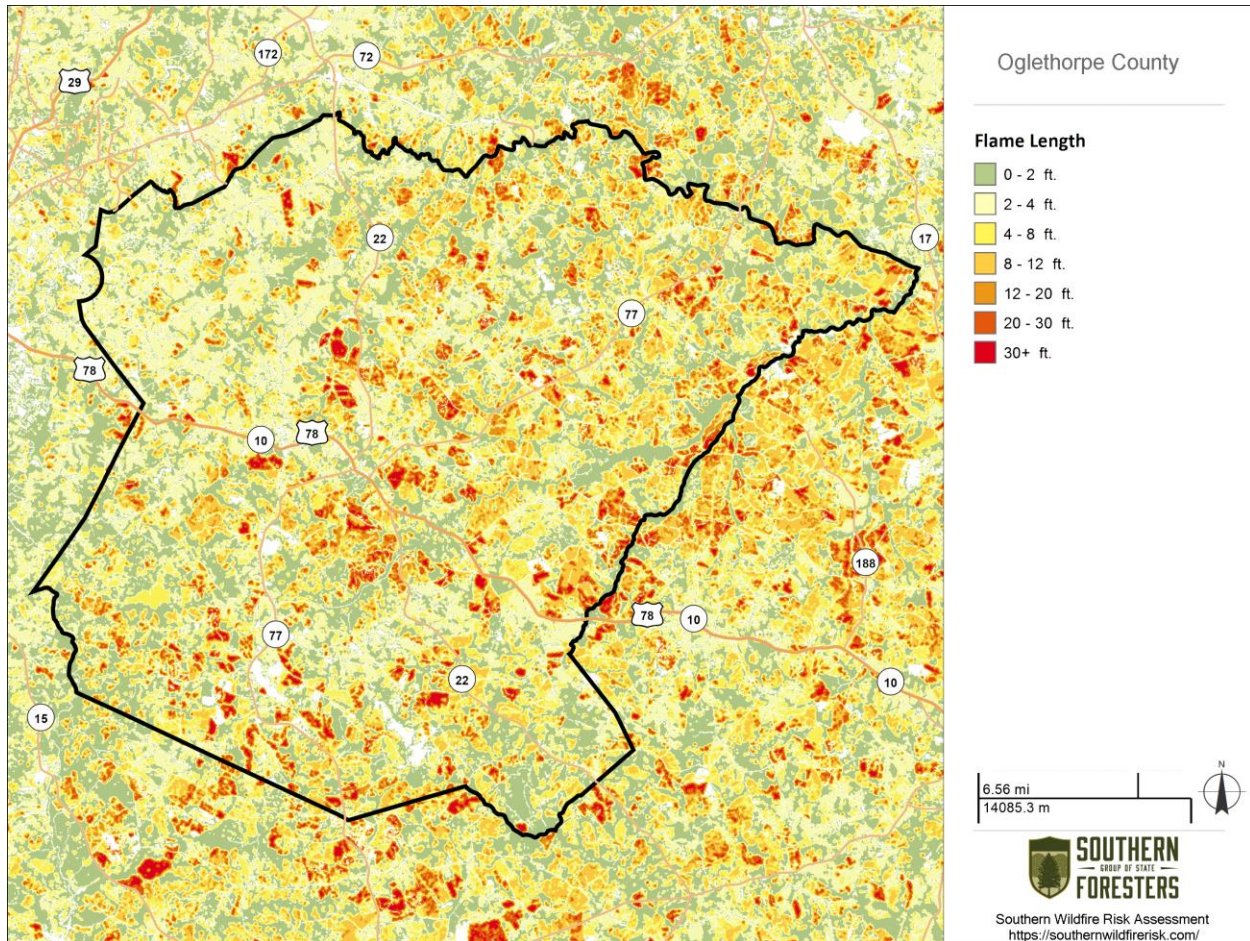 Oglethorpe County
Flame Length
0 - 2 ft.
2 - 4 ft.
4 - 8 ft.
8 - 12 ft.
12 - 20 ft.
20 - 30 ft.
30+ ft.
172
72
29
22
17
77
78
10
78
188
78
10
77
22
10
15
6.56 mi
14085.3 m
N
SOUTHERN
GROUP OF STATE
FORESTERS
Southern Wildfire Risk Assessment
https://southernwildfirerisk.com/